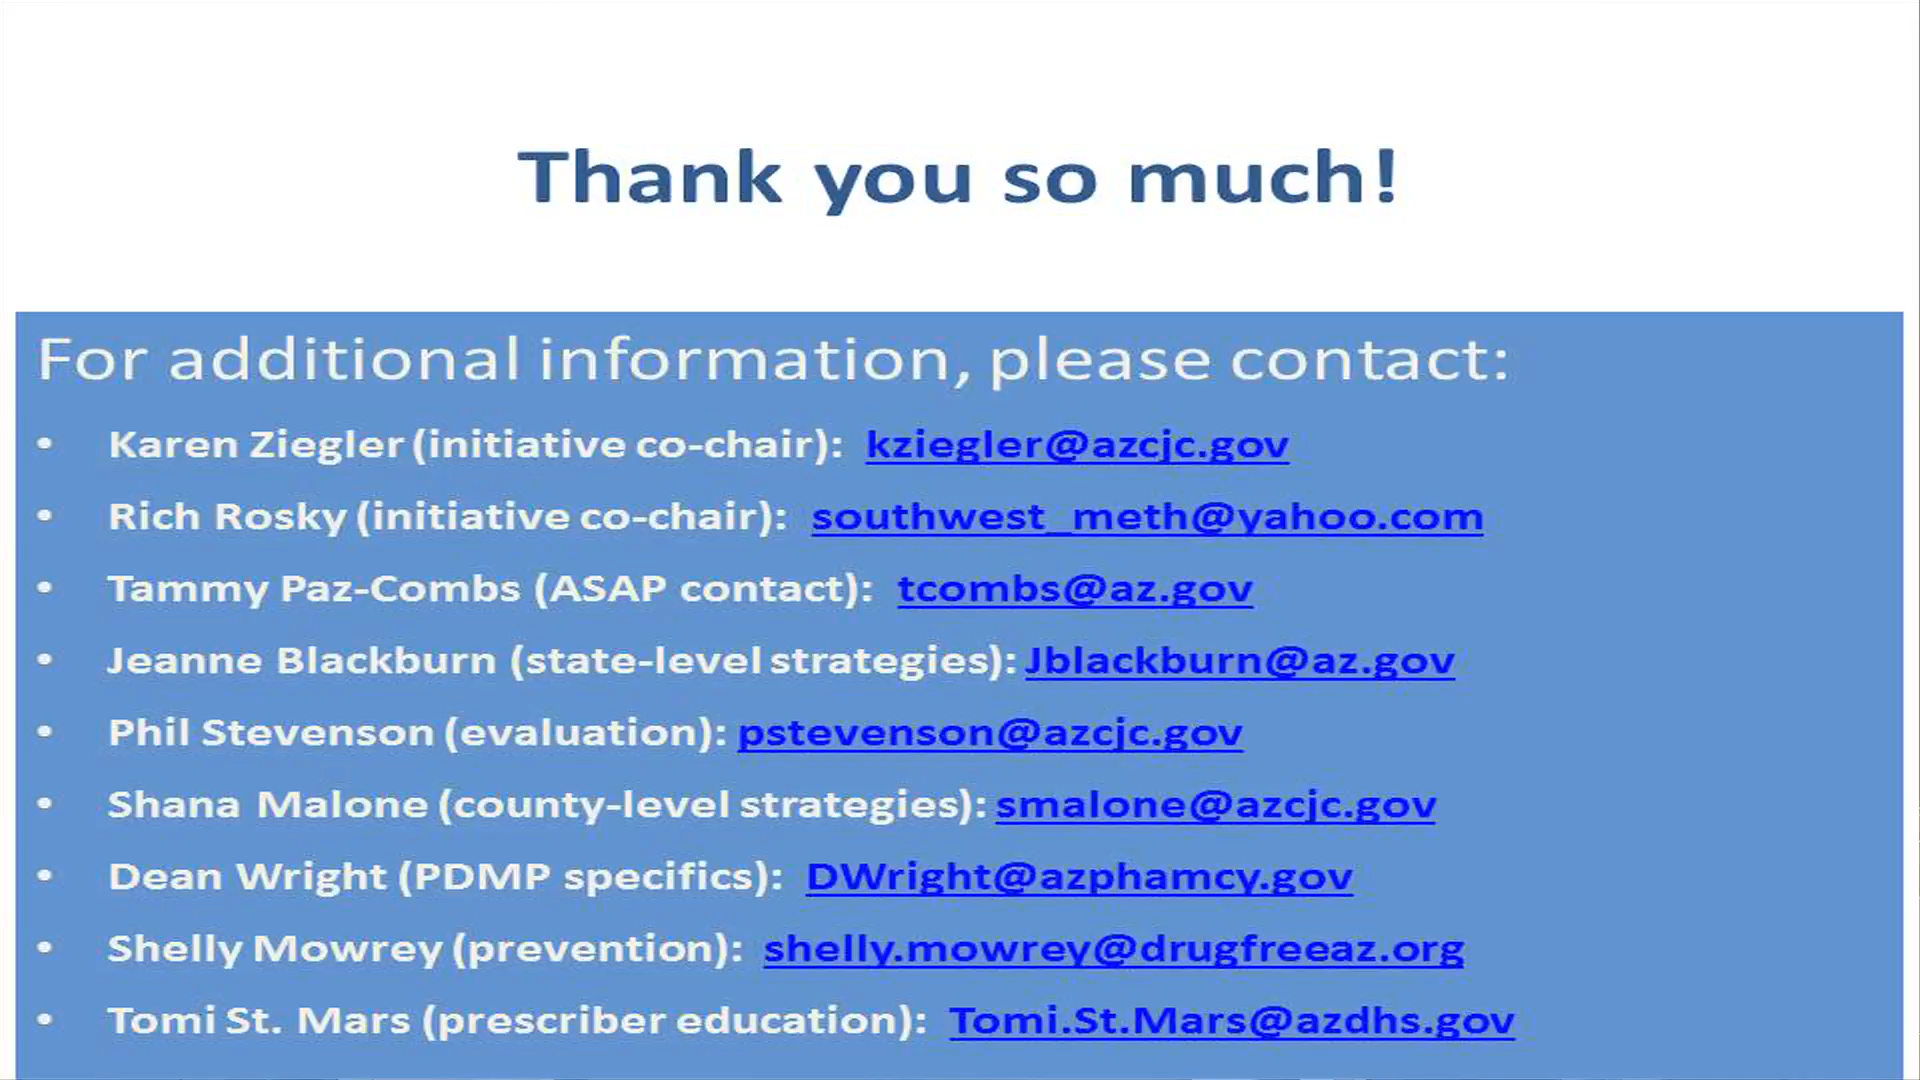 Thank you so much!
For additional information, please contact:
• Karen Ziegler (initiative co-chair): kziegler@azcjc.gov
• Rich Rosky (initiative co-chair): southwest_meth@yahoo.com
• Tammy Paz-Combs (ASAP contact): tcombs@az.gov
• Jeanne Blackburn (state-level strategies): Jblackburn@az.gov
• Phil Stevenson (evaluation): pstevenson@azcjc.gov
• Shana Malone (county-level strategies): smalone@azcjc.gov
• Dean Wright (PDMP specifics): DWright@azphamcy.gov
• Shelly Mowrey (prevention): shelly.mowrey@drugfreeaz.org
• Tomi St. Mars (prescriber education): Tomi.St.Mars@azdhs.gov